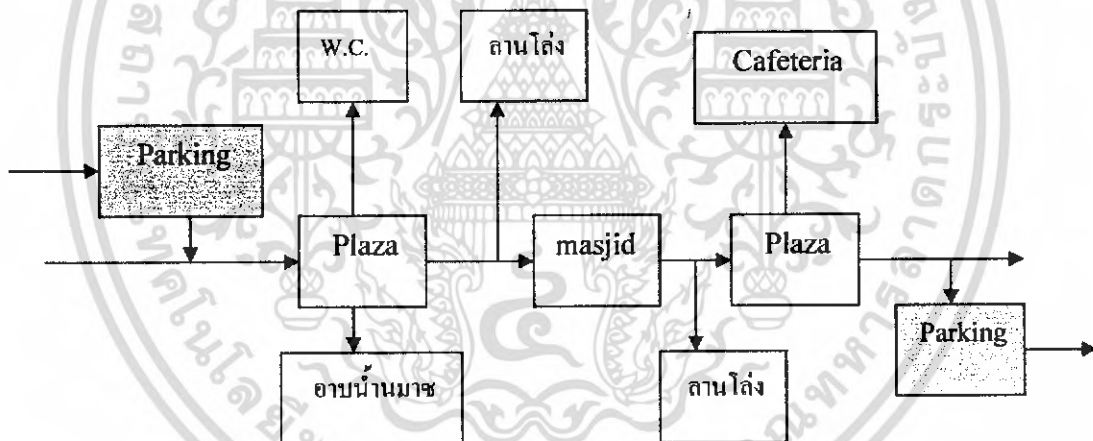 W.C.
ลานโล่ง
Cafeteria
Parking
Plaza
masjid
Plaza
Parking
อาบน้ำนมาซ
ลานโล่ง